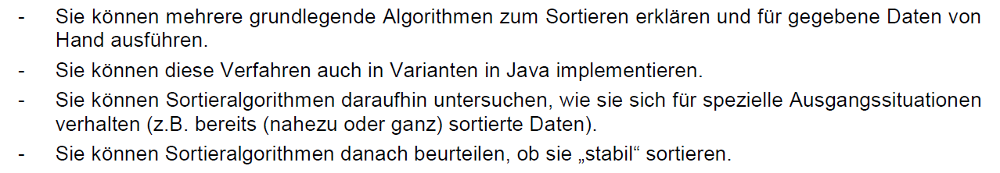 - Sie können mehrere grundlegende Algorithmen zum Sortieren erklären und für gegebene Daten von
Hand ausführen.
- Sie können diese Verfahren auch in Varianten in Java implementieren.
- Sie können Sortieralgorithmen daraufhin untersuchen, wie sie sich für spezielle Ausgangssituationen
verhalten (z.B. bereits (nahezu oder ganz) sortierte Daten).
- Sie können Sortieralgorithmen danach beurteilen, ob sie „stabil“ sortieren.